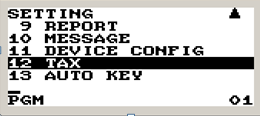 SETTING
9 REPORT
10 MESSAGE
11 DEVICE CONFIG
12 TAX
13 AUTO KEY
PGM 01